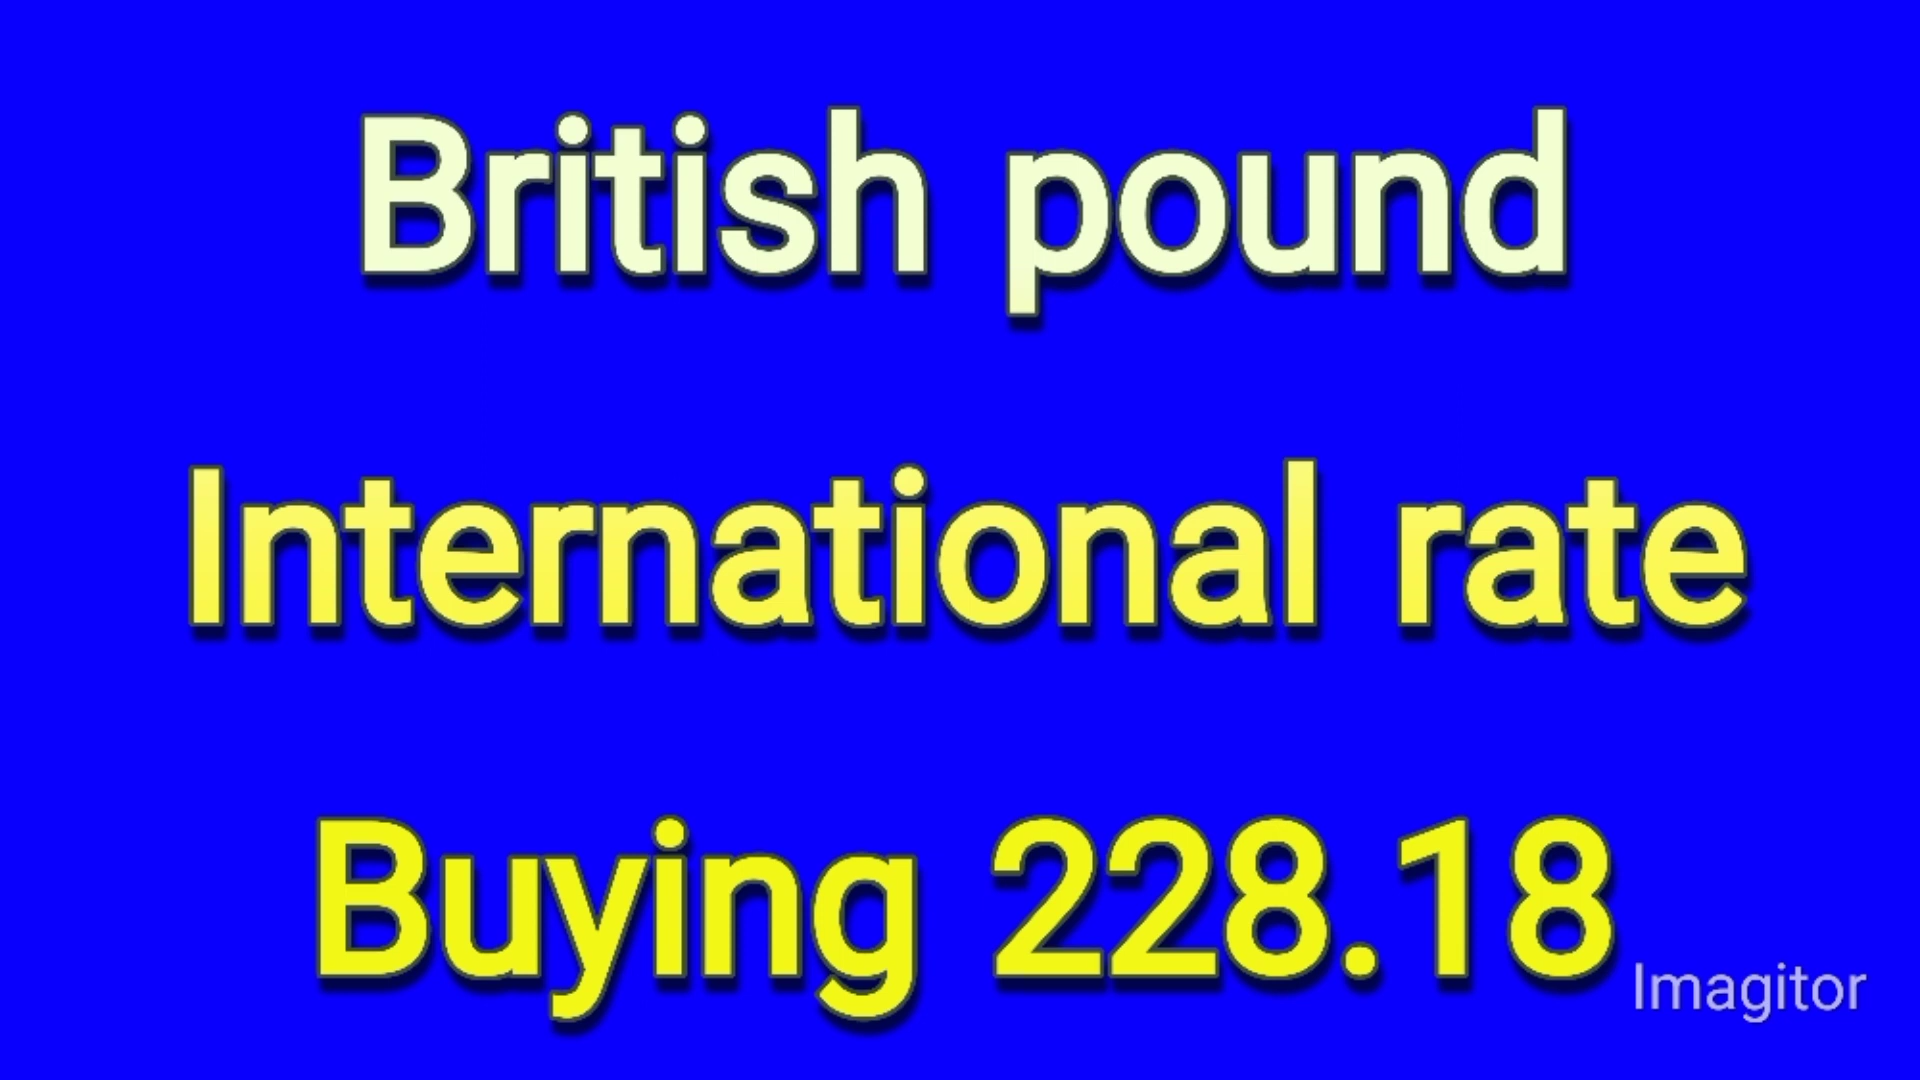 British pound
International rate
Buying 228.18
Imagitor